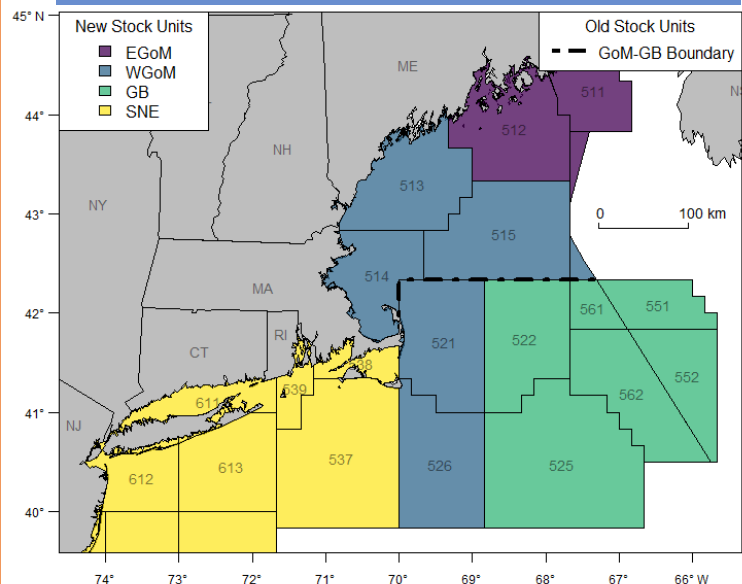 45° N
New Stock Units
EGoM
WGoM
GB
SNE
Old Stock Units
GoM-GB Boundary
ME
511
44°
512
NH
513
NY
43°
0 100 km
515
514
MA
42°
561
551
RI
521
522
CT
538
552
539
562
611
41°
NJ
537
526
525
613
612
40°
74° 73° 72° 71° 70° 69° 68° 67° 66° W